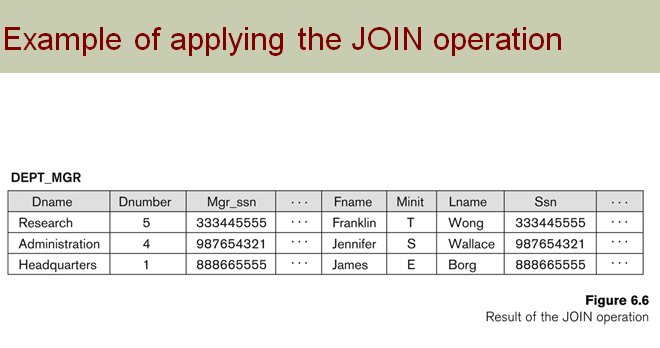 Example of applying the JOIN operation
DEPT_MGR
Dname Dnumber Mgr_ssn ... Fname Minit Lname Ssn ...
Research 5 333445555 ... Franklin T Wong 333445555 ...
Administration 4 987654321 ... Jennifer S Wallace 987654321 ...
Headquarters 1 888665555 ... James E Borg 888665555 ...
Figure 6.6
Result of the JOIN operation